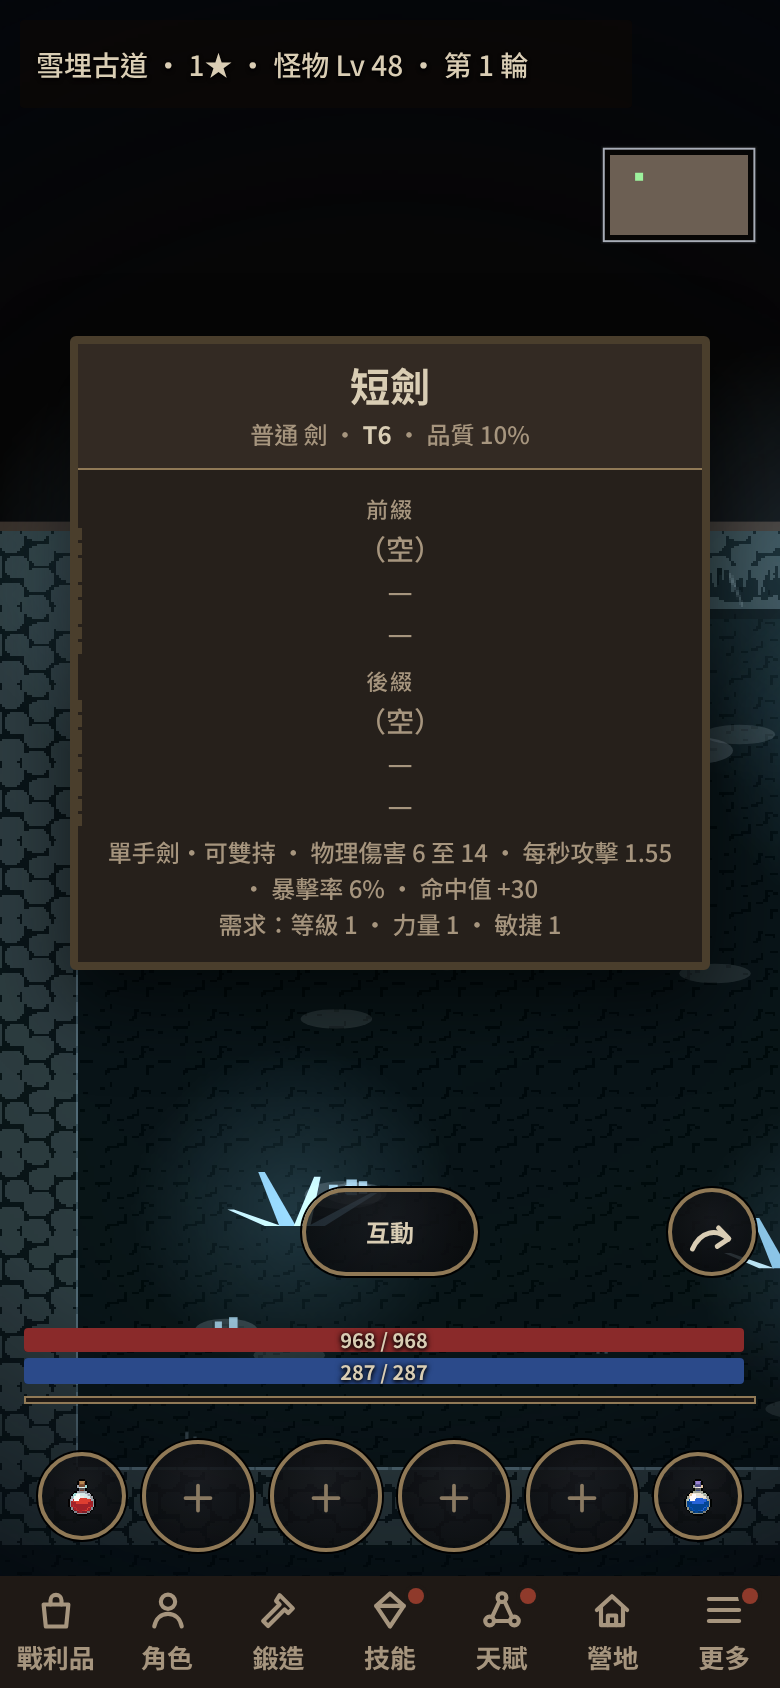 雪埋古道 • 1★ • 怪物 Lv 48 • 第 1 輪
短劍
普通 劍 • T6 • 品質 10%
前綴
（空）
—
—
後綴
（空）
—
—
單手劍 • 可雙持 • 物理傷害 6 至 14 • 每秒攻擊 1.55
• 暴擊率 6% • 命中值 +30
需求：等級 1 • 力量 1 • 敏捷 1
互動
968 / 968
287 / 287
戰利品 角色 鍛造 技能 天賦 營地 更多